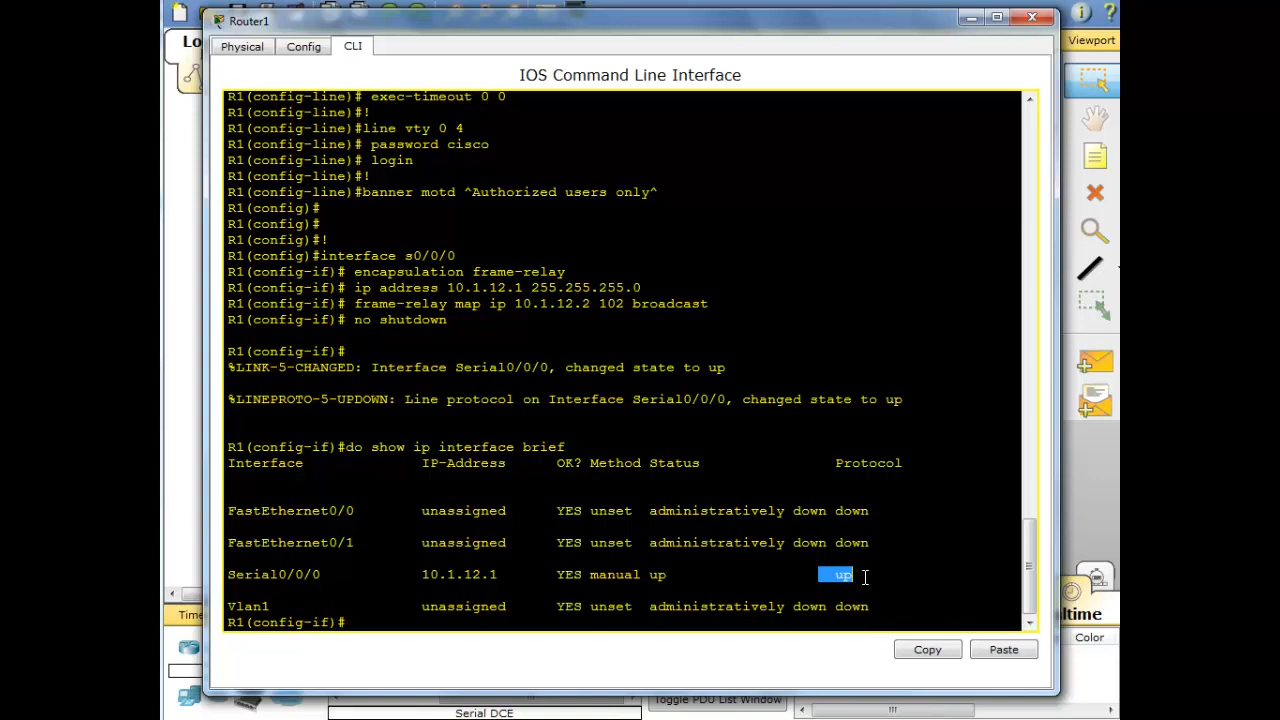 Router1
Lo
Viewport
Physical
Config
CLI
IOS Command Line Interface
R1(config-line)# exec-timeout 0 0
R1(config-line)#!
R1(config-line)#line vty 0 4
R1(config-line)# password cisco
R1(config-line)# login
R1(config-line)#!
R1(config-line)#banner motd ^Authorized users only^
R1(config)#
R1(config)#
R1(config)#!
R1(config)#interface s0/0/0
R1(config-if)# encapsulation frame-relay
R1(config-if)# ip address 10.1.12.1 255.255.255.0
R1(config-if)# frame-relay map ip 10.1.12.2 102 broadcast
R1(config-if)# no shutdown
R1(config-if)#
%LINK-5-CHANGED: Interface Serial0/0/0, changed state to up
%LINEPROTO-5-UPDOWN: Line protocol on Interface Serial0/0/0, changed state to up
R1(config-if)#do show ip interface brief
Interface IP-Address OK? Method Status Protocol
FastEthernet0/0 unassigned YES unset administratively down down
FastEthernet0/1 unassigned YES unset administratively down down
Serial0/0/0 10.1.12.1 YES manual up up
Vlan1 unassigned YES unset administratively down down
R1(config-if)#
Time
ltime
Color
Copy
Paste
Toggle PDU List Window
Serial DCE